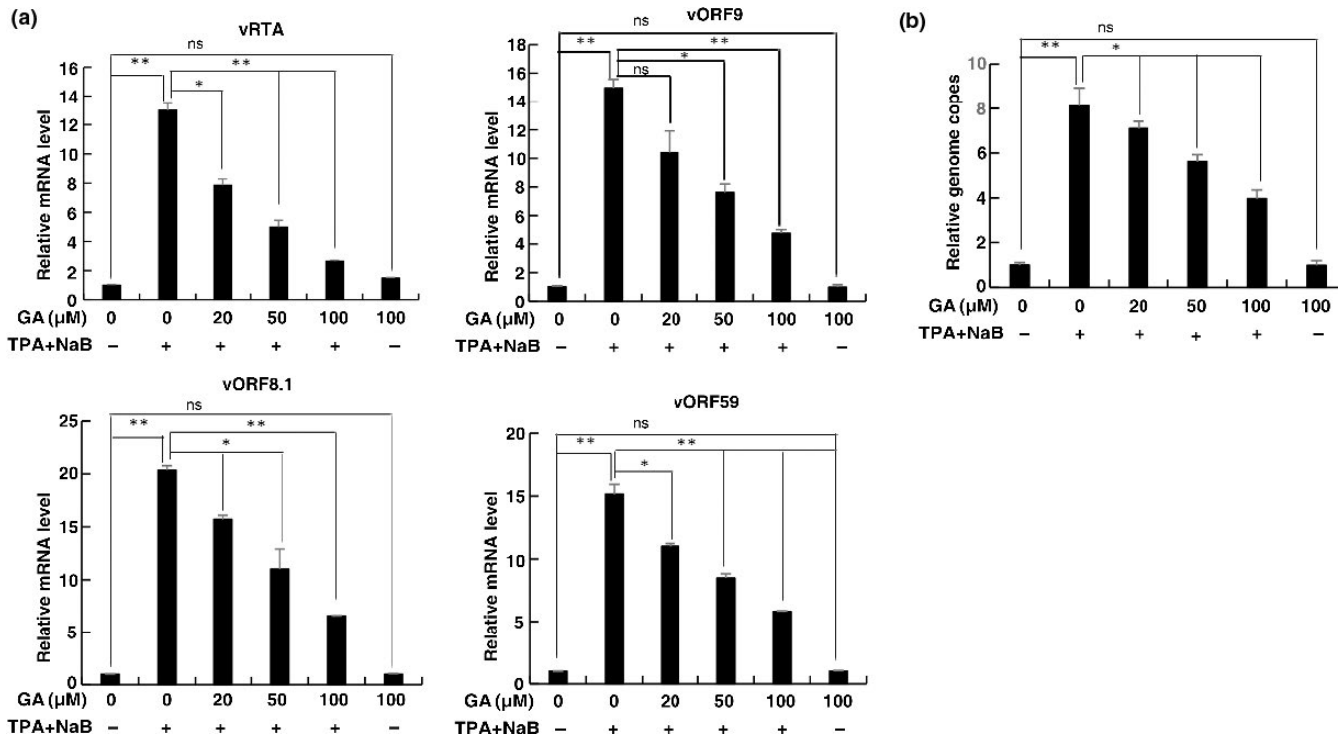 (a)
vRTA
ns
** **
*
Relative mRNA level
16
14
12
10
8
6
4
2
0
GA (μM) 0 0 20 50 100 100
TPA+NaB – + + + + –
vORF9
ns
** **
*
ns
Relative mRNA level
18
16
14
12
10
8
6
4
2
0
GA (μM) 0 0 20 50 100 100
TPA+NaB – + + + + –
(b)
ns
** *
Relative genome copes
10
8
6
4
2
0
GA (μM) 0 0 20 50 100 100
TPA+NaB – + + + + –
vORF8.1
ns
** **
*
Relative mRNA level
25
20
15
10
5
0
GA (μM) 0 0 20 50 100 100
TPA+NaB – + + + + –
vORF59
ns
** **
*
Relative mRNA level
20
15
10
5
0
GA (μM) 0 0 20 50 100 100
TPA+NaB – + + + + –